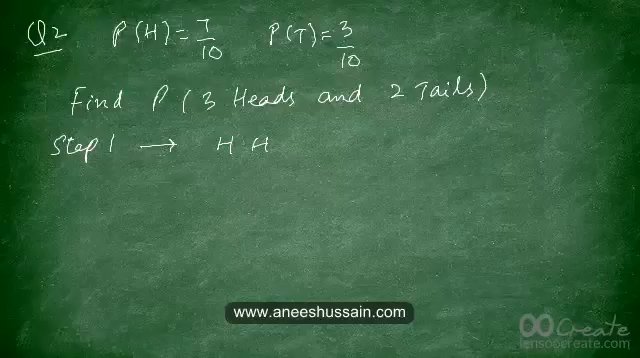 Q2 P(H) = 7/10 P(T) = 3/10
Find P(3 Heads and 2 Tails)
Step 1 → H H
www.aneeshussain.com
Create
lensoocreate.com